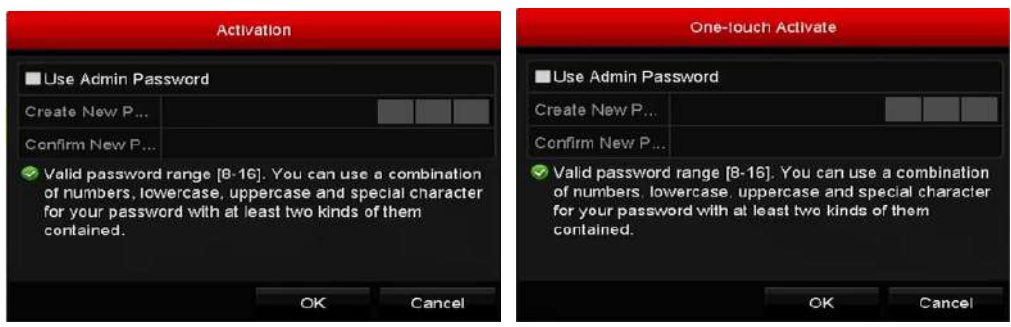 Activation
Use Admin Password
Create New P...
Confirm New P...
Valid password range [8-16]. You can use a combination
of numbers, lowercase, uppercase and special character
for your password with at least two kinds of them
contained.
OK
Cancel
One-touch Activate
Use Admin Password
Create New P...
Confirm New P...
Valid password range [8-16]. You can use a combination
of numbers, lowercase, uppercase and special character
for your password with at least two kinds of them
contained.
OK
Cancel